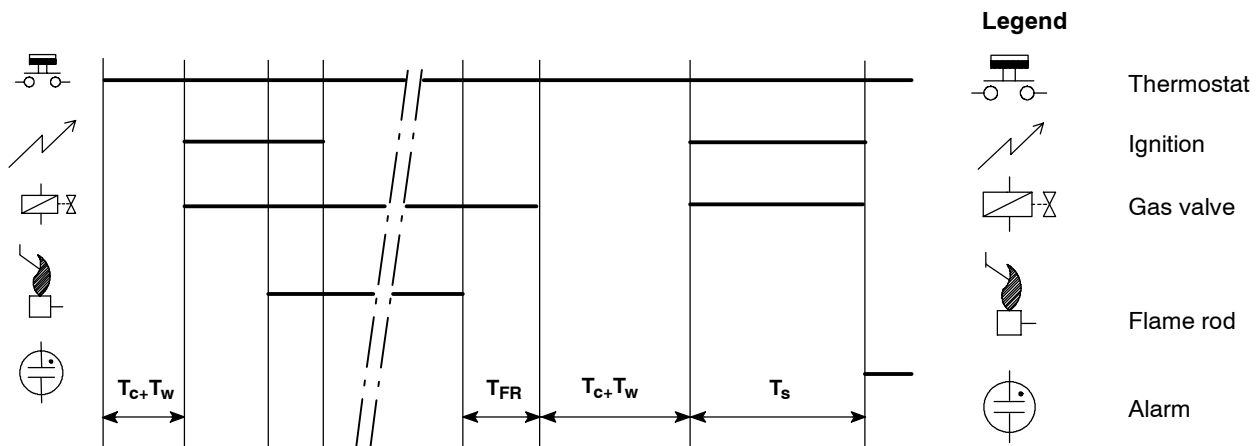 Legend
Thermostat
Ignition
Gas valve
Flame rod
Alarm
Tc+Tw
TFR
Tc+Tw
Ts